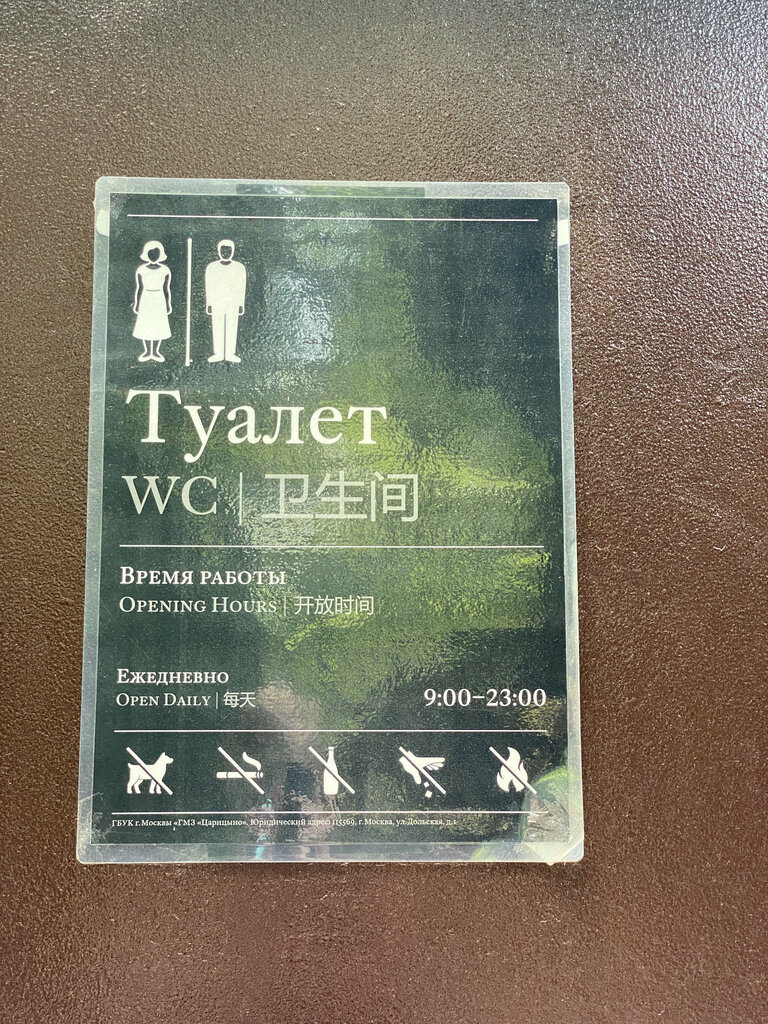 Туалет
WC | 卫生间
Время работы
Opening Hours | 开放时间
Ежедневно
Open Daily | 每天
9:00–23:00
ГБУК г. Москвы «ГМЗ «Царицыно». Юридический адрес: 115569, г. Москва, ул. Дольская, д.1